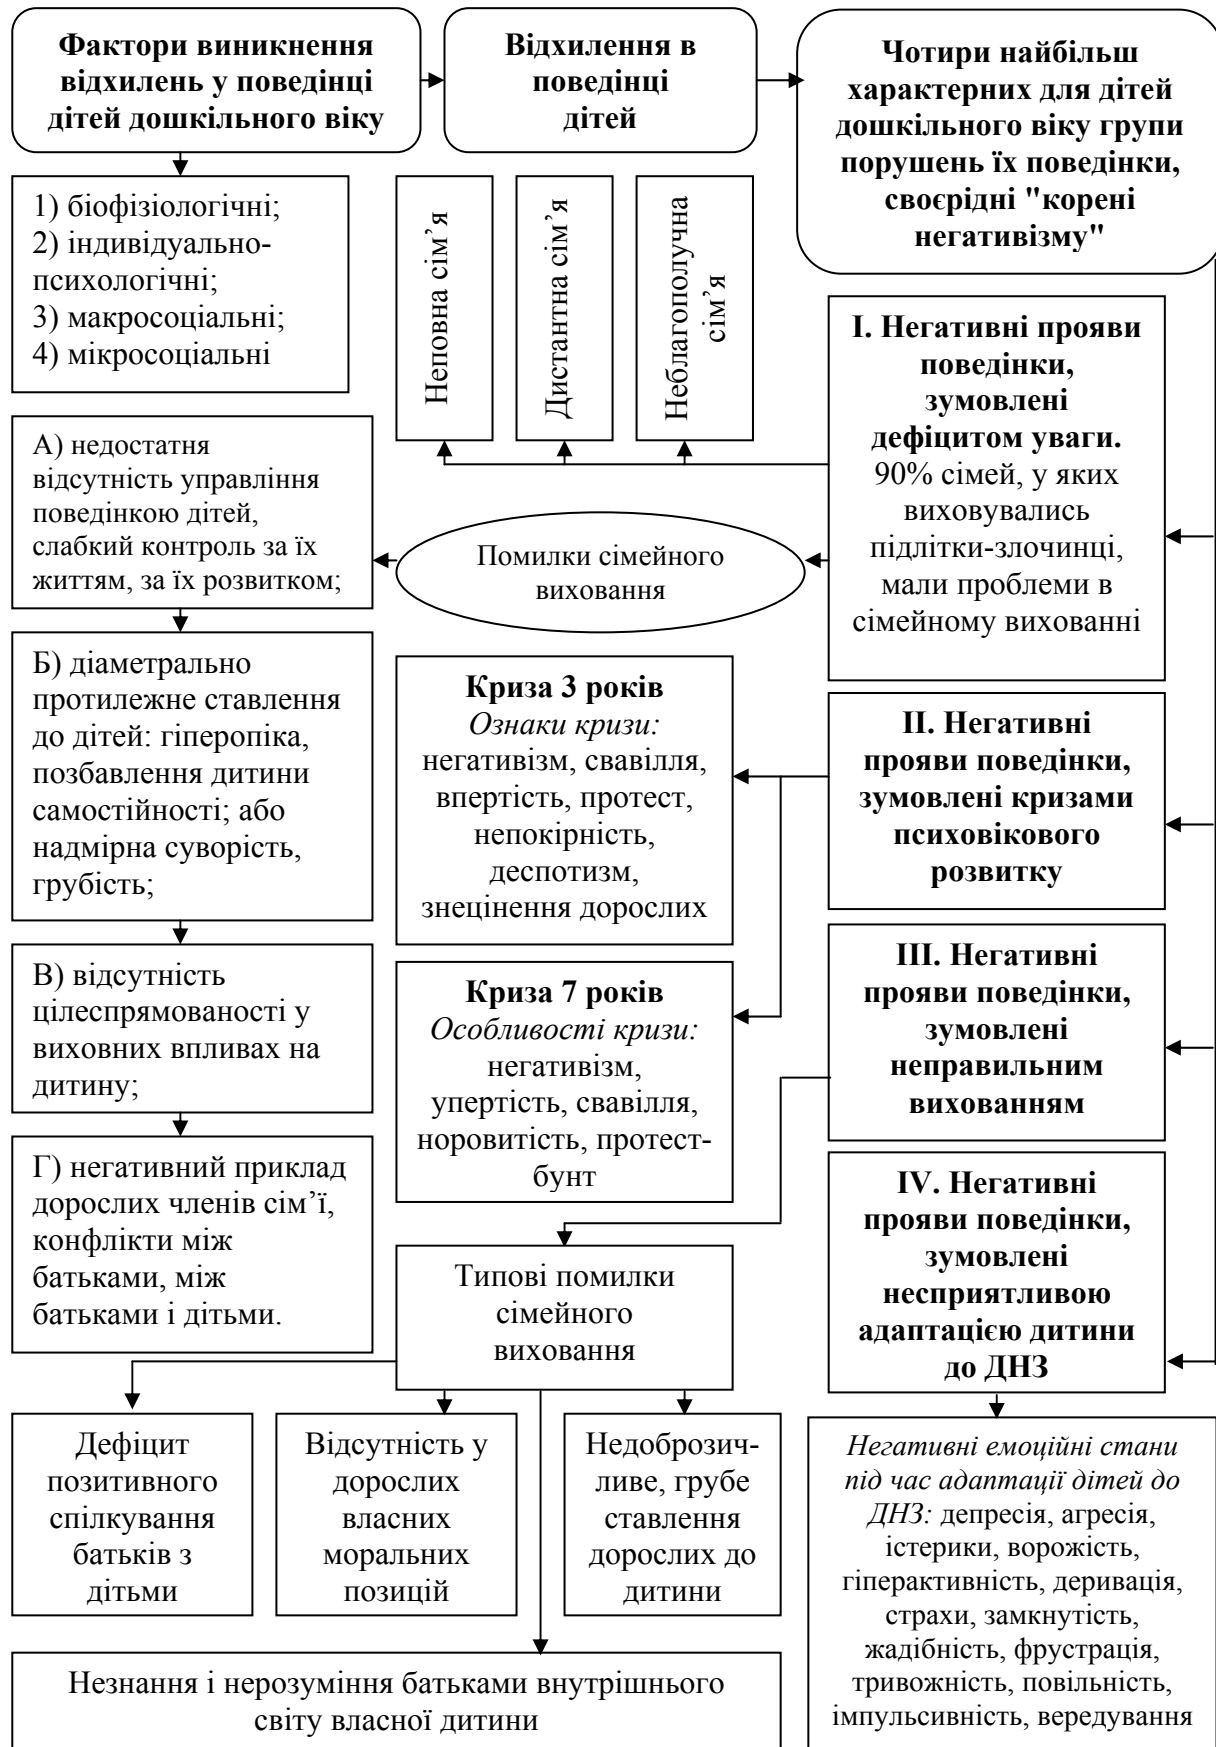 Фактори виникнення
відхилень у поведінці
дітей дошкільного віку
Відхилення в
поведінці
дітей
Чотири найбільш
характерних для дітей
дошкільного віку групи
порушень їх поведінки,
своєрідні "корені
негативізму"
1) біофізіологічні;
2) індивідуально-
психологічні;
3) макросоціальні;
4) мікросоціальні
Неповна сім’я
Дистантна сім’я
Неблагополучна
сім’я
І. Негативні прояви
поведінки,
зумовлені
дефіцитом уваги.
90% сімей, у яких
виховувались
підлітки-злочинці,
мали проблеми в
сімейному вихованні
А) недостатня
відсутність управління
поведінкою дітей,
слабкий контроль за їх
життям, за їх розвитком;
Помилки сімейного
виховання
Б) діаметрально
протилежне ставлення
до дітей: гіперопіка,
позбавлення дитини
самостійності; або
надмірна суворість,
грубість;
Криза 3 років
Ознаки кризи:
негативізм, свавілля,
впертість, протест,
непокірність,
деспотизм,
знецінення дорослих
ІІ. Негативні
прояви поведінки,
зумовлені кризами
психовікового
розвитку
В) відсутність
цілеспрямованості у
виховних впливах на
дитину;
Криза 7 років
Особливості кризи:
негативізм,
упертість, свавілля,
норовитість, протест-
бунт
ІІІ. Негативні
прояви поведінки,
зумовлені
неправильним
вихованням
Г) негативний приклад
дорослих членів сім’ї,
конфлікти між
батьками, між
батьками і дітьми.
Типові помилки
сімейного
виховання
IV. Негативні
прояви поведінки,
зумовлені
несприятливою
адаптацією дитини
до ДНЗ
Дефіцит
позитивного
спілкування
батьків з
дітьми
Відсутність у
дорослих
власних
моральних
позицій
Недоброзич-
ливе, грубе
ставлення
дорослих до
дитини
Негативні емоційні стани
під час адаптації дітей до
ДНЗ: депресія, агресія,
істерики, ворожість,
гіперактивність, деривація,
страхи, замкнутість,
жадібність, фрустрація,
тривожність, повільність,
імпульсивність, вередування
Незнання і нерозуміння батьками внутрішнього
світу власної дитини